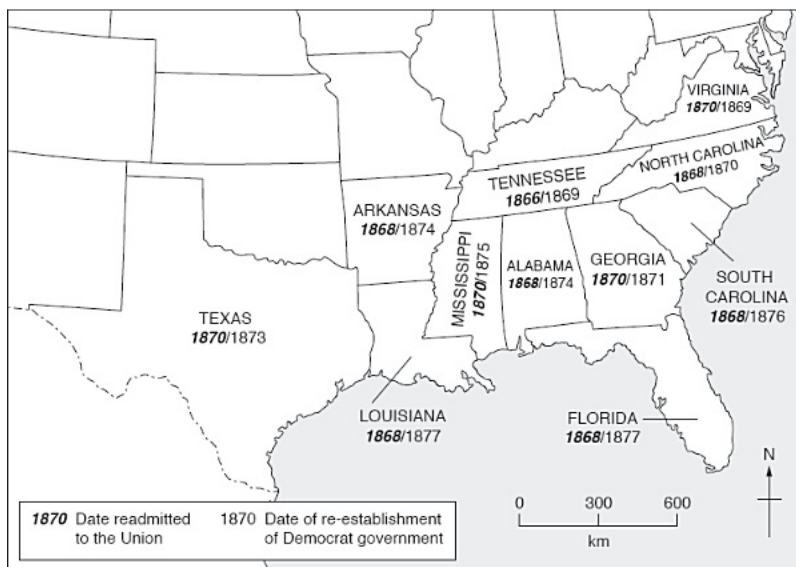 VIRGINIA
1870/1869
NORTH CAROLINA
1868/1870
TENNESSEE
1866/1869
ARKANSAS
1868/1874
MISSISSIPPI
1870/1875
ALABAMA
1868/1874
GEORGIA
1870/1871
SOUTH
CAROLINA
1868/1876
TEXAS
1870/1873
LOUISIANA
1868/1877
FLORIDA
1868/1877
N
0 300 600
km
1870 Date readmitted
to the Union
1870 Date of re-establishment
of Democrat government